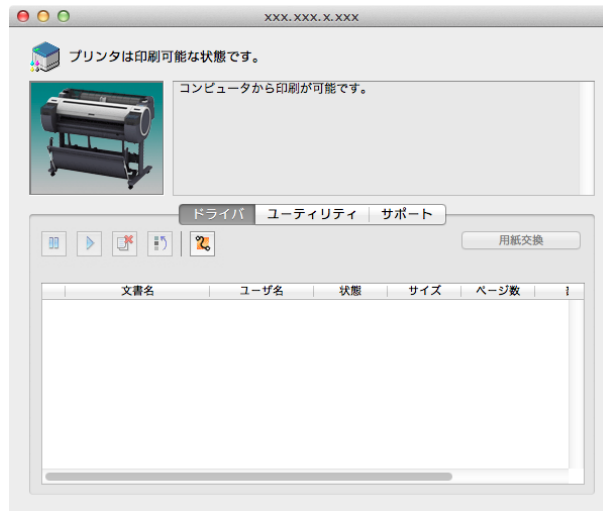 xxx.xxx.x.xxx
プリンタは印刷可能な状態です。
コンピュータから印刷が可能です。
ドライバ ユーティリティ サポート
用紙交換
文書名 ユーザ名 状態 サイズ ページ数